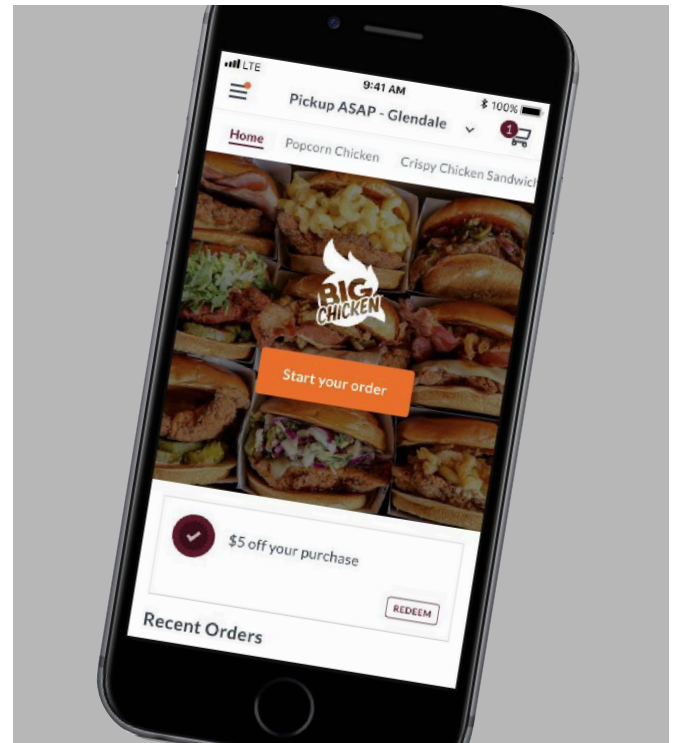 LTE
9:41 AM
100%
Pickup ASAP - Glendale
1
Home
Popcorn Chicken
Crispy Chicken Sandwich
BIG
CHICKEN
Start your order
$5 off your purchase
REDEEM
Recent Orders